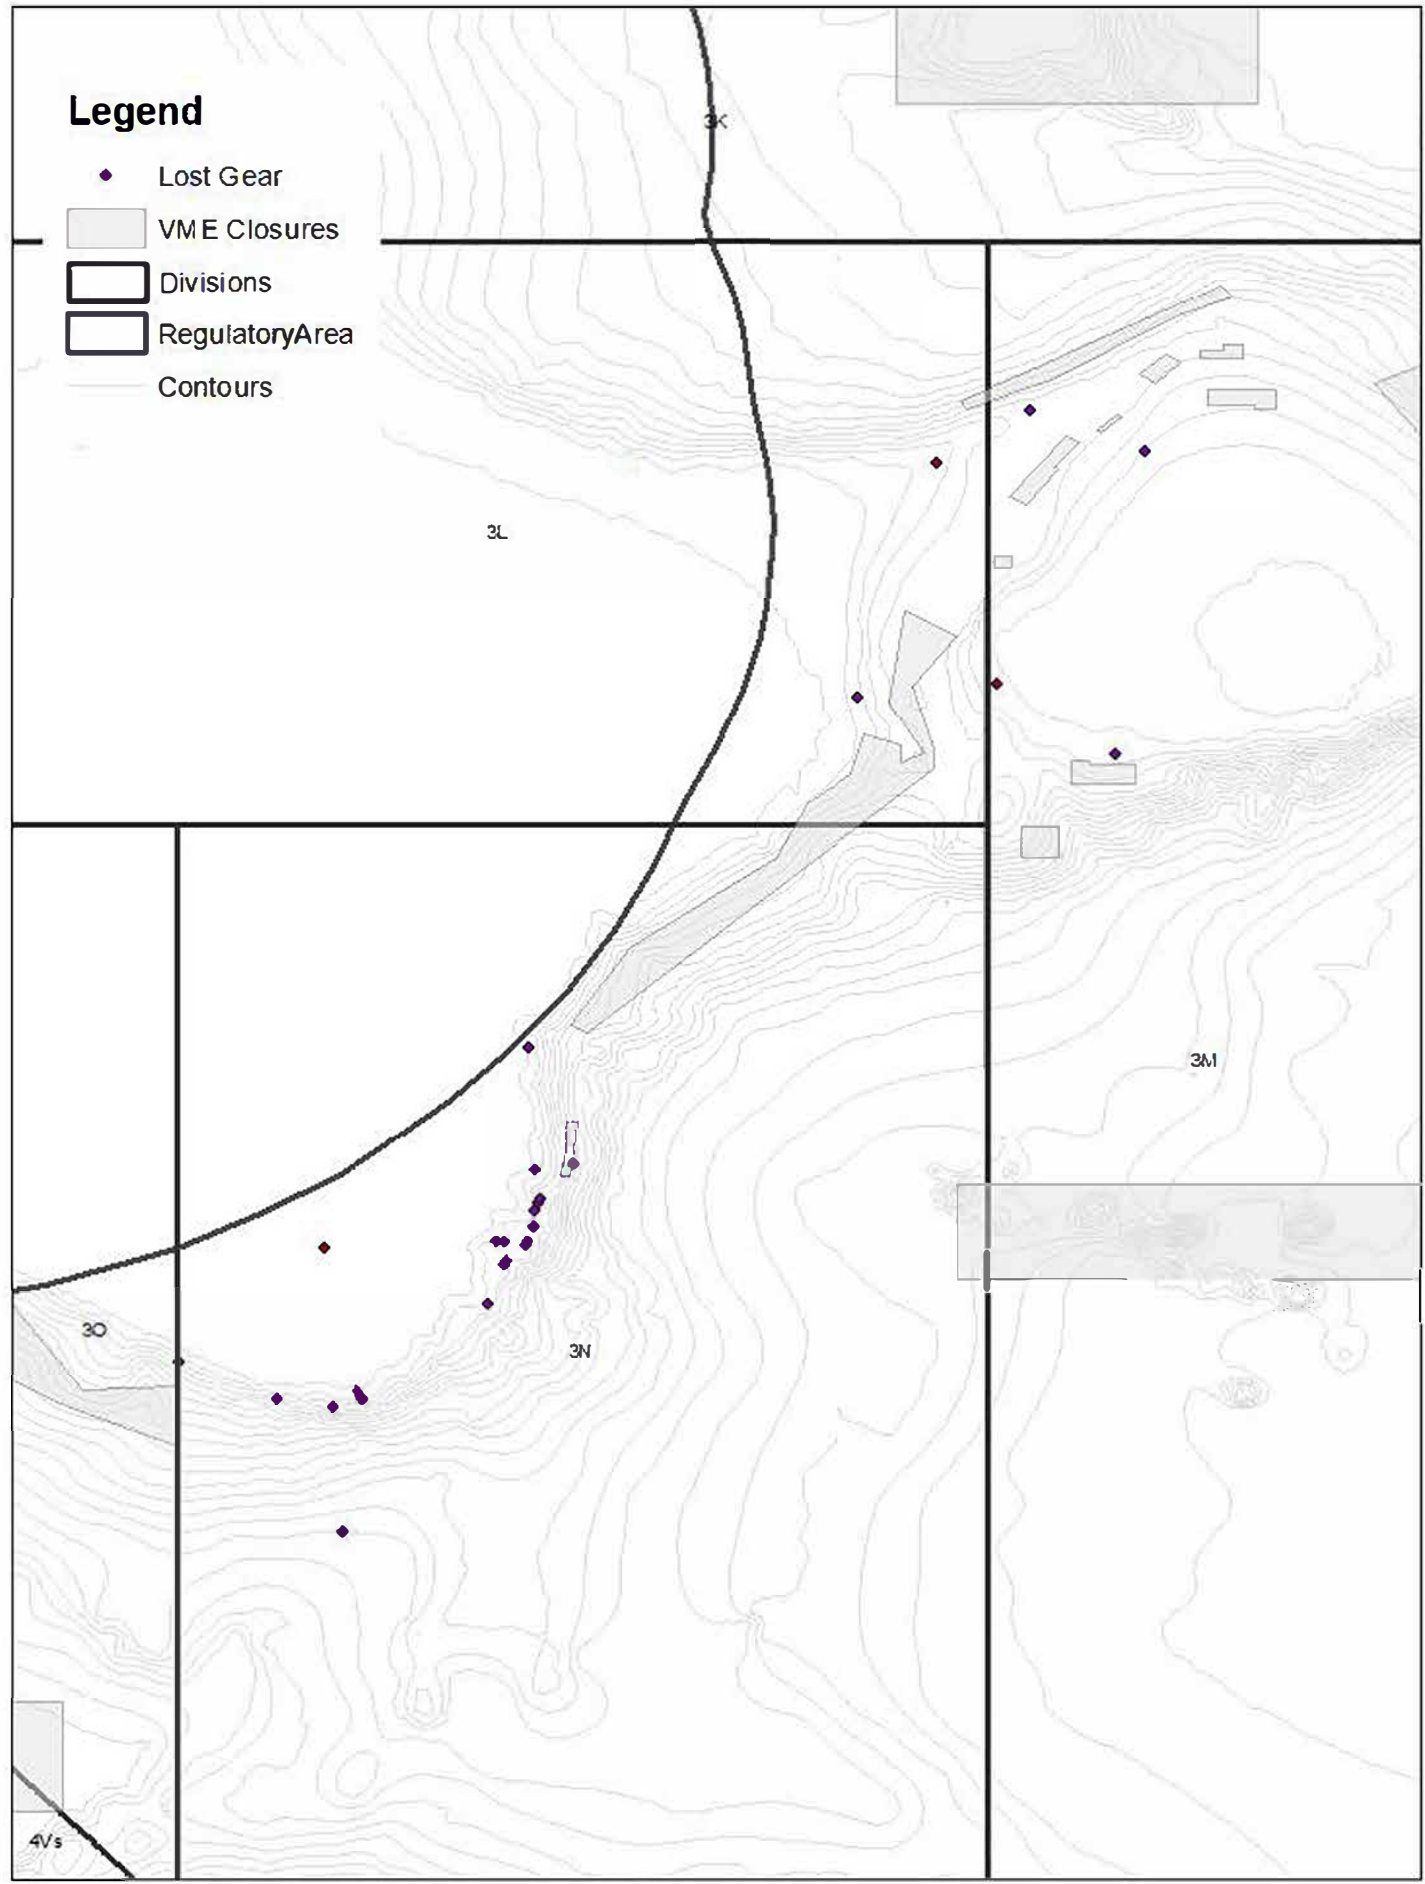 3K
Legend
Lost Gear
VME Closures
Divisions
RegulatoryArea
Contours
3L
3M
3O
3N
4Vs